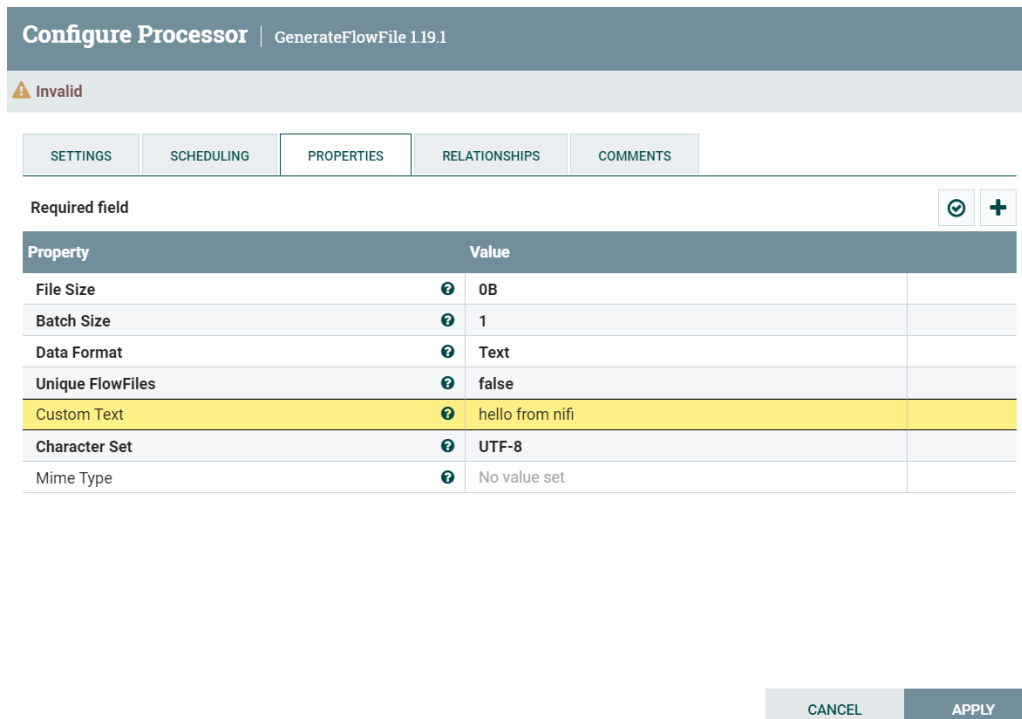 Configure Processor | GenerateFlowFile 1.19.1
Invalid
SETTINGS SCHEDULING PROPERTIES RELATIONSHIPS COMMENTS
Required field
Property Value
File Size 0B
Batch Size 1
Data Format Text
Unique FlowFiles false
Custom Text hello from nifi
Character Set UTF-8
Mime Type No value set
CANCEL APPLY